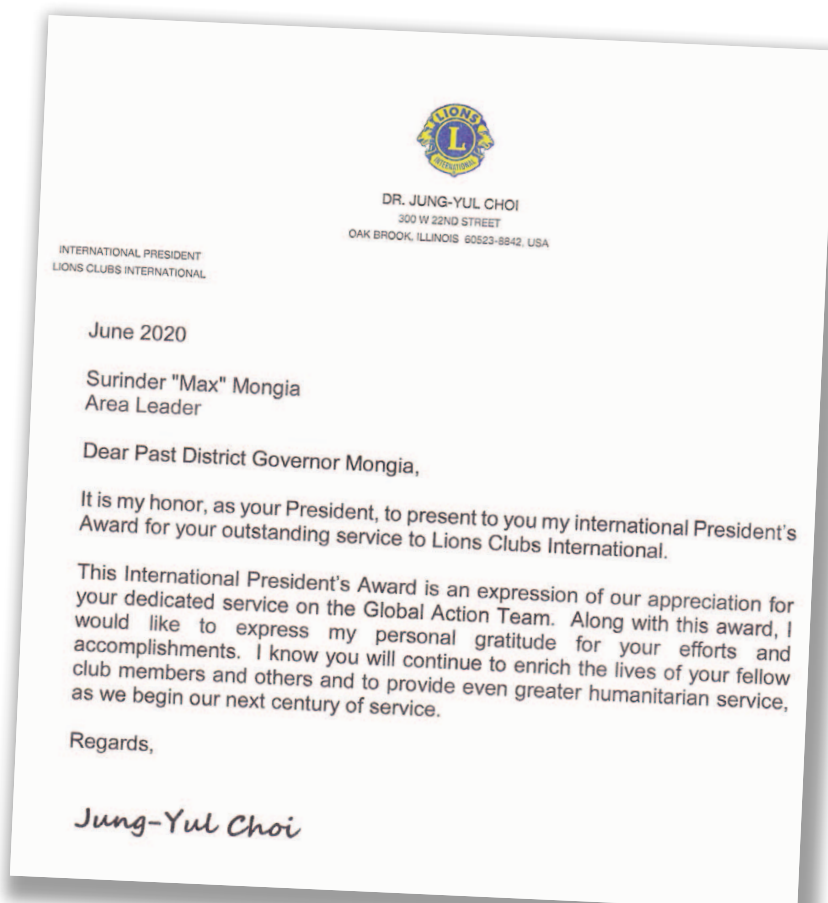 LIONS
L
INTERNATIONAL
DR. JUNG-YUL CHOI
300 W 22ND STREET
OAK BROOK, ILLINOIS 60523-8842, USA
INTERNATIONAL PRESIDENT
LIONS CLUBS INTERNATIONAL
June 2020
Surinder "Max" Mongia
Area Leader
Dear Past District Governor Mongia,
It is my honor, as your President, to present to you my international President's
Award for your outstanding service to Lions Clubs International.
This International President's Award is an expression of our appreciation for
your dedicated service on the Global Action Team. Along with this award, I
would like to express my personal gratitude for your efforts and
accomplishments. I know you will continue to enrich the lives of your fellow
club members and others and to provide even greater humanitarian service,
as we begin our next century of service.
Regards,
Jung-Yul Choi